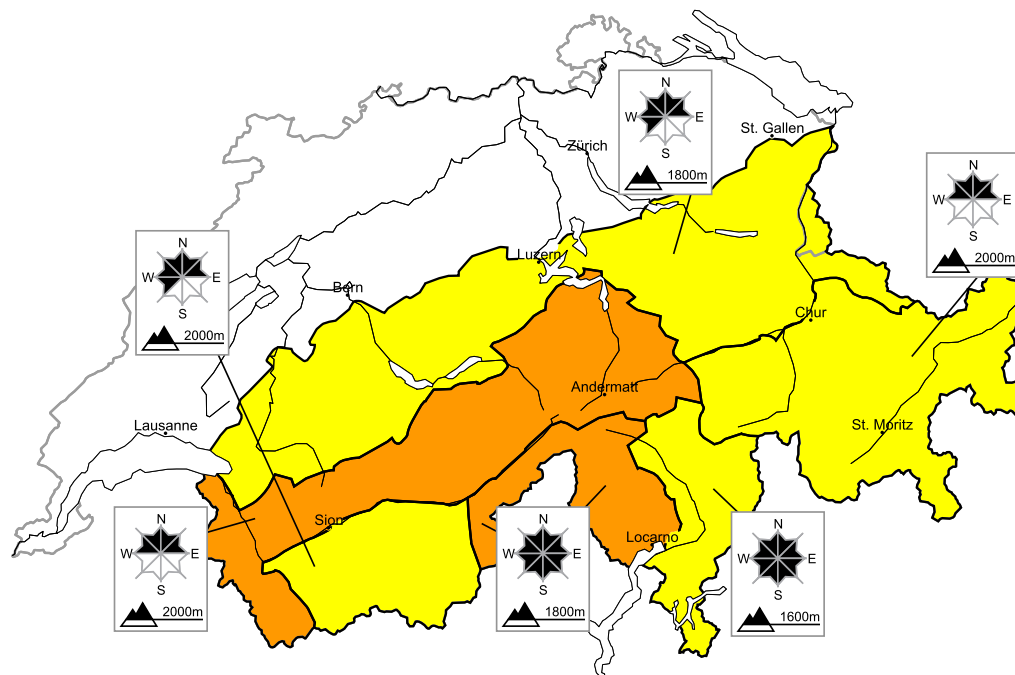 N
W E
S
1800m
St. Gallen
Zürich
N
W E
S
2000m
N
W E
S
2000m
Luzern
Bern
Chur
Andermatt
Lausanne
St. Moritz
Sion
Locarno
N
W E
S
2000m
N
W E
S
1800m
N
W E
S
1600m